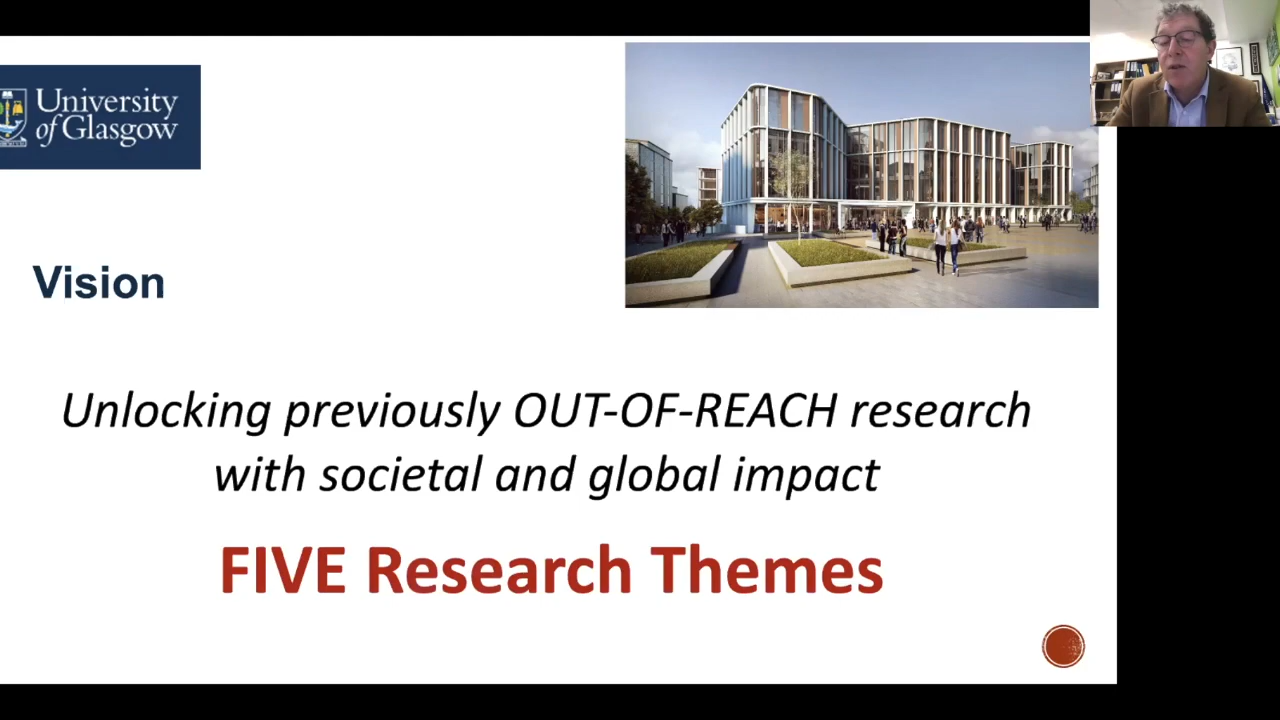 University
of Glasgow
Vision
Unlocking previously OUT-OF-REACH research
with societal and global impact
FIVE Research Themes